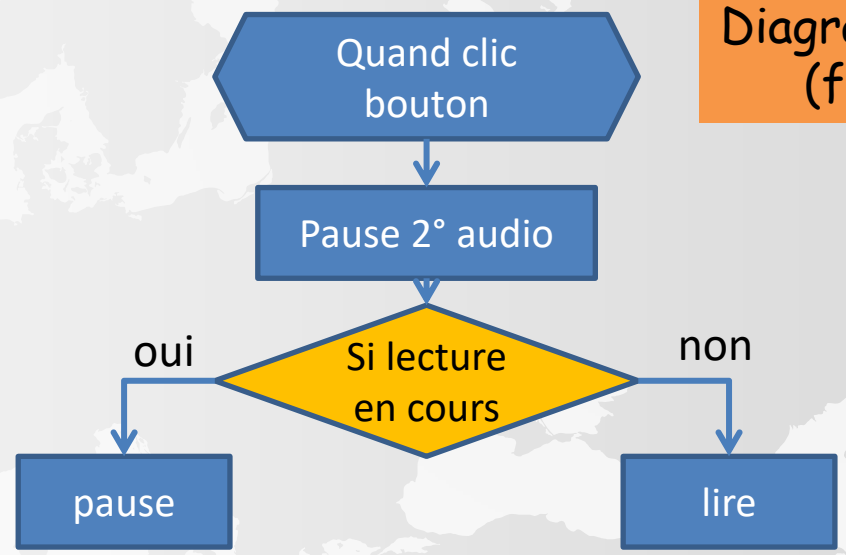 Quand clic
bouton
Pause 2° audio
oui
Si lecture
en cours
non
pause
lire